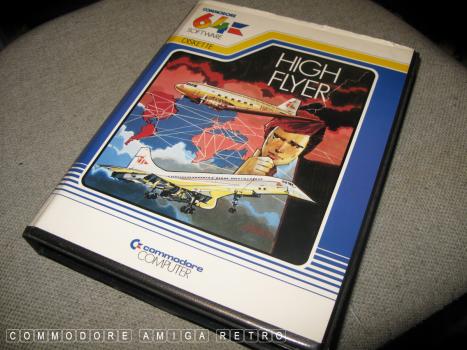 COMMODORE
64
SOFTWARE
DISKETTE
HIGH
FLYER
commodore
COMPUTER
COMMODORE AMIGA RETRO